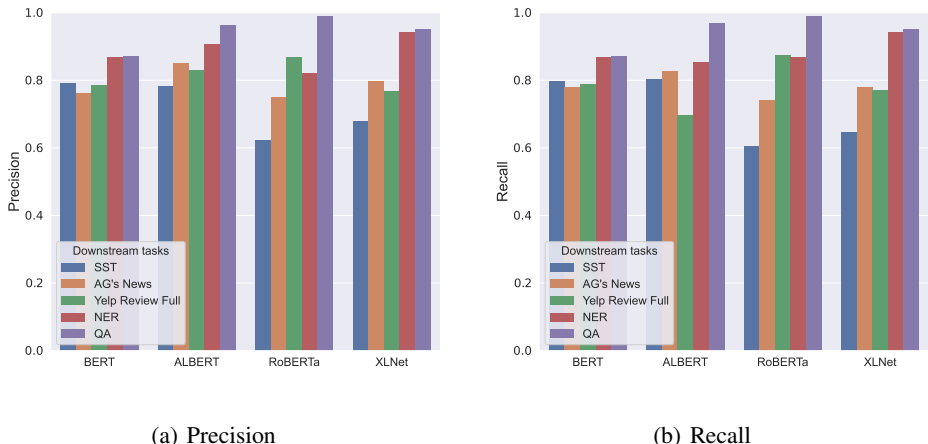 1.0
0.8
0.6
0.4
0.2
0.0
Precision
Downstream tasks
SST
AG's News
Yelp Review Full
NER
QA
BERT ALBERT RoBERTa XLNet
(a) Precision
1.0
0.8
0.6
0.4
0.2
0.0
Recall
Downstream tasks
SST
AG's News
Yelp Review Full
NER
QA
BERT ALBERT RoBERTa XLNet
(b) Recall